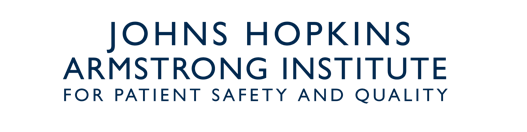 JOHNS HOPKINS
ARMSTRONG INSTITUTE
FOR PATIENT SAFETY AND QUALITY